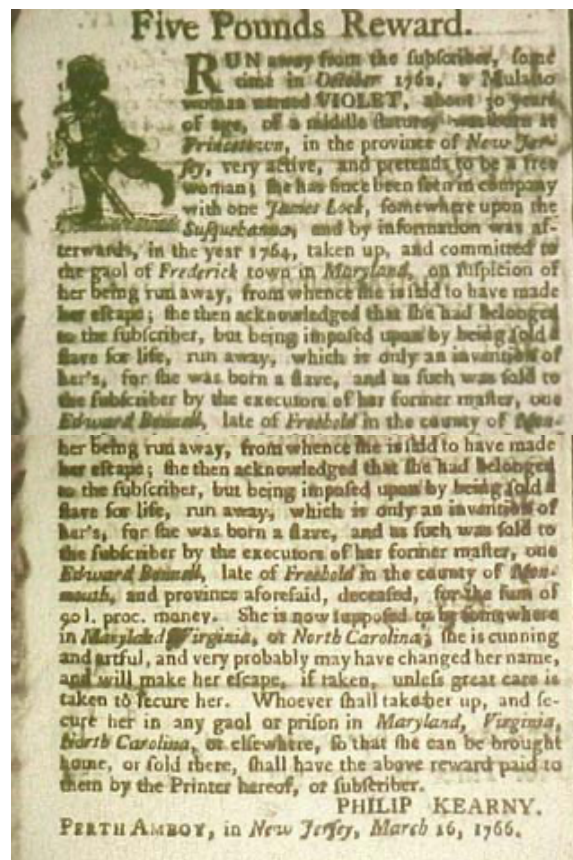 Five Pounds Reward.
RUN away from the ſubſcriber, ſome
time in October 1762, a Mulatto
woman named VIOLET, about 30 years
of age, of a middle ſtature, was born at
Princetown, in the province of New Jer-
ſey, very active, and pretends to be a free
woman; ſhe has ſince been ſeen in company
with one James Lock, ſomewhere upon the
Suſquehanna, and by information was af-
terwards, in the year 1764, taken up, and committed to
the gaol of Frederick town in Maryland, on ſuſpicion of
her being run away, from whence ſhe is ſaid to have made
her eſcape; ſhe then acknowledged that ſhe had belonged
to the ſubſcriber, but being impoſed upon by being ſold a
ſlave for life, run away, which is only an invention of
her's, for ſhe was born a ſlave, and as ſuch was ſold to
the ſubſcriber by the executors of her former maſter, one
Edward, late of Freehold in the county of Mon-
her being run away, from whence ſhe is ſaid to have made
her eſcape; ſhe then acknowledged that ſhe had belonged
to the ſubſcriber, but being impoſed upon by being ſold a
ſlave for life, run away, which is only an invention of
her's, for ſhe was born a ſlave, and as ſuch was ſold to
the ſubſcriber by the executors of her former maſter, one
Edward, late of Freehold in the county of Mon-
mouth, and province aforeſaid, deceaſed, for the ſum of
90 l. proc. money. She is now ſuppoſed to be ſomewhere
in Maryland Virginia, or North Carolina; ſhe is cunning
and artful, and very probably may have changed her name,
and will make her eſcape, if taken, unleſs great care is
taken to ſecure her. Whoever ſhall take her up, and ſe-
cure her in any gaol or priſon in Maryland, Virginia,
North Carolina, or elſewhere, ſo that ſhe can be brought
home, or ſold there, ſhall have the above reward paid to
them by the Printer hereof, or ſubſcriber.
PHILIP KEARNY.
PERTH AMBOY, in New Jerſey, March 16, 1766.